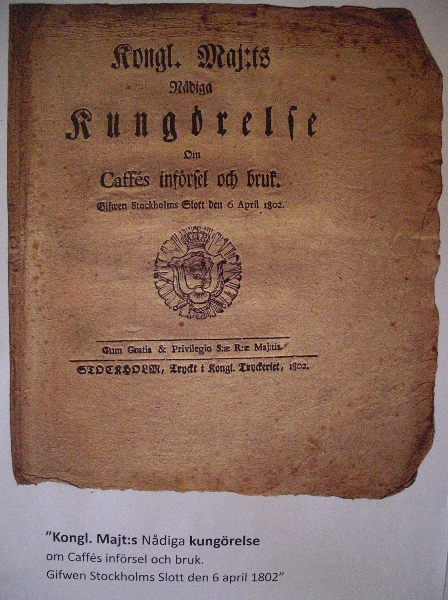 Kongl. Maj:ts
Nådiga
Kungörelse
Om
Caffés införsel och bruk.
Gifwen Stockholms Slott den 6 April 1802.
Cum Gratia & Privilegio S:æ R:æ Maj:tis.
STOCKHOLM, Tryckt i Kongl. Tryckeriet, 1802.
"Kongl. Majt:s Nådiga kungörelse
om Caffés införsel och bruk.
Gifwen Stockholms Slott den 6 april 1802"